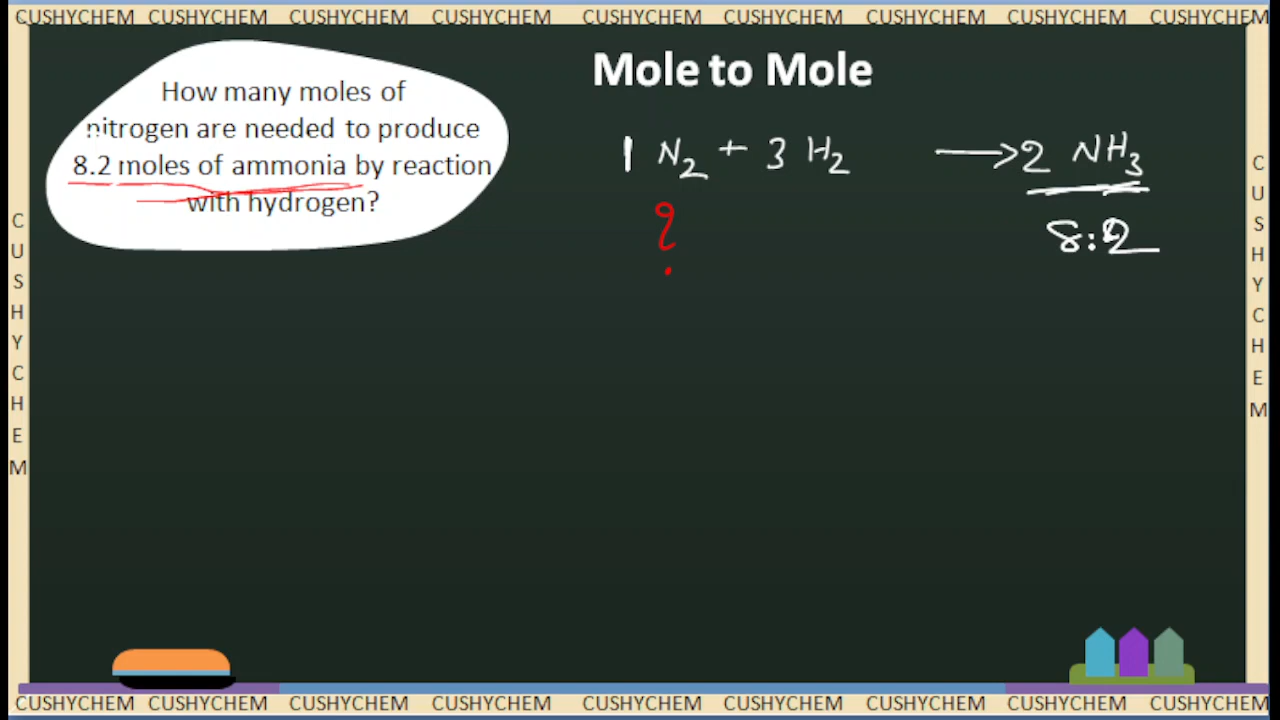 CUSHYCHEM CUSHYCHEM CUSHYCHEM CUSHYCHEM CUSHYCHEM CUSHYCHEM CUSHYCHEM CUSHYCHEM CUSHYCHEM
Mole to Mole
How many moles of
nitrogen are needed to produce
8.2 moles of ammonia by reaction
with hydrogen?
1 N₂ + 3 H₂ ⟶ 2 NH₃
? 8.2
CUSHYCHEM
CUSHYCHEM
CUSHYCHEM CUSHYCHEM CUSHYCHEM CUSHYCHEM CUSHYCHEM CUSHYCHEM CUSHYCHEM CUSHYCHEM CUSHYCHEM